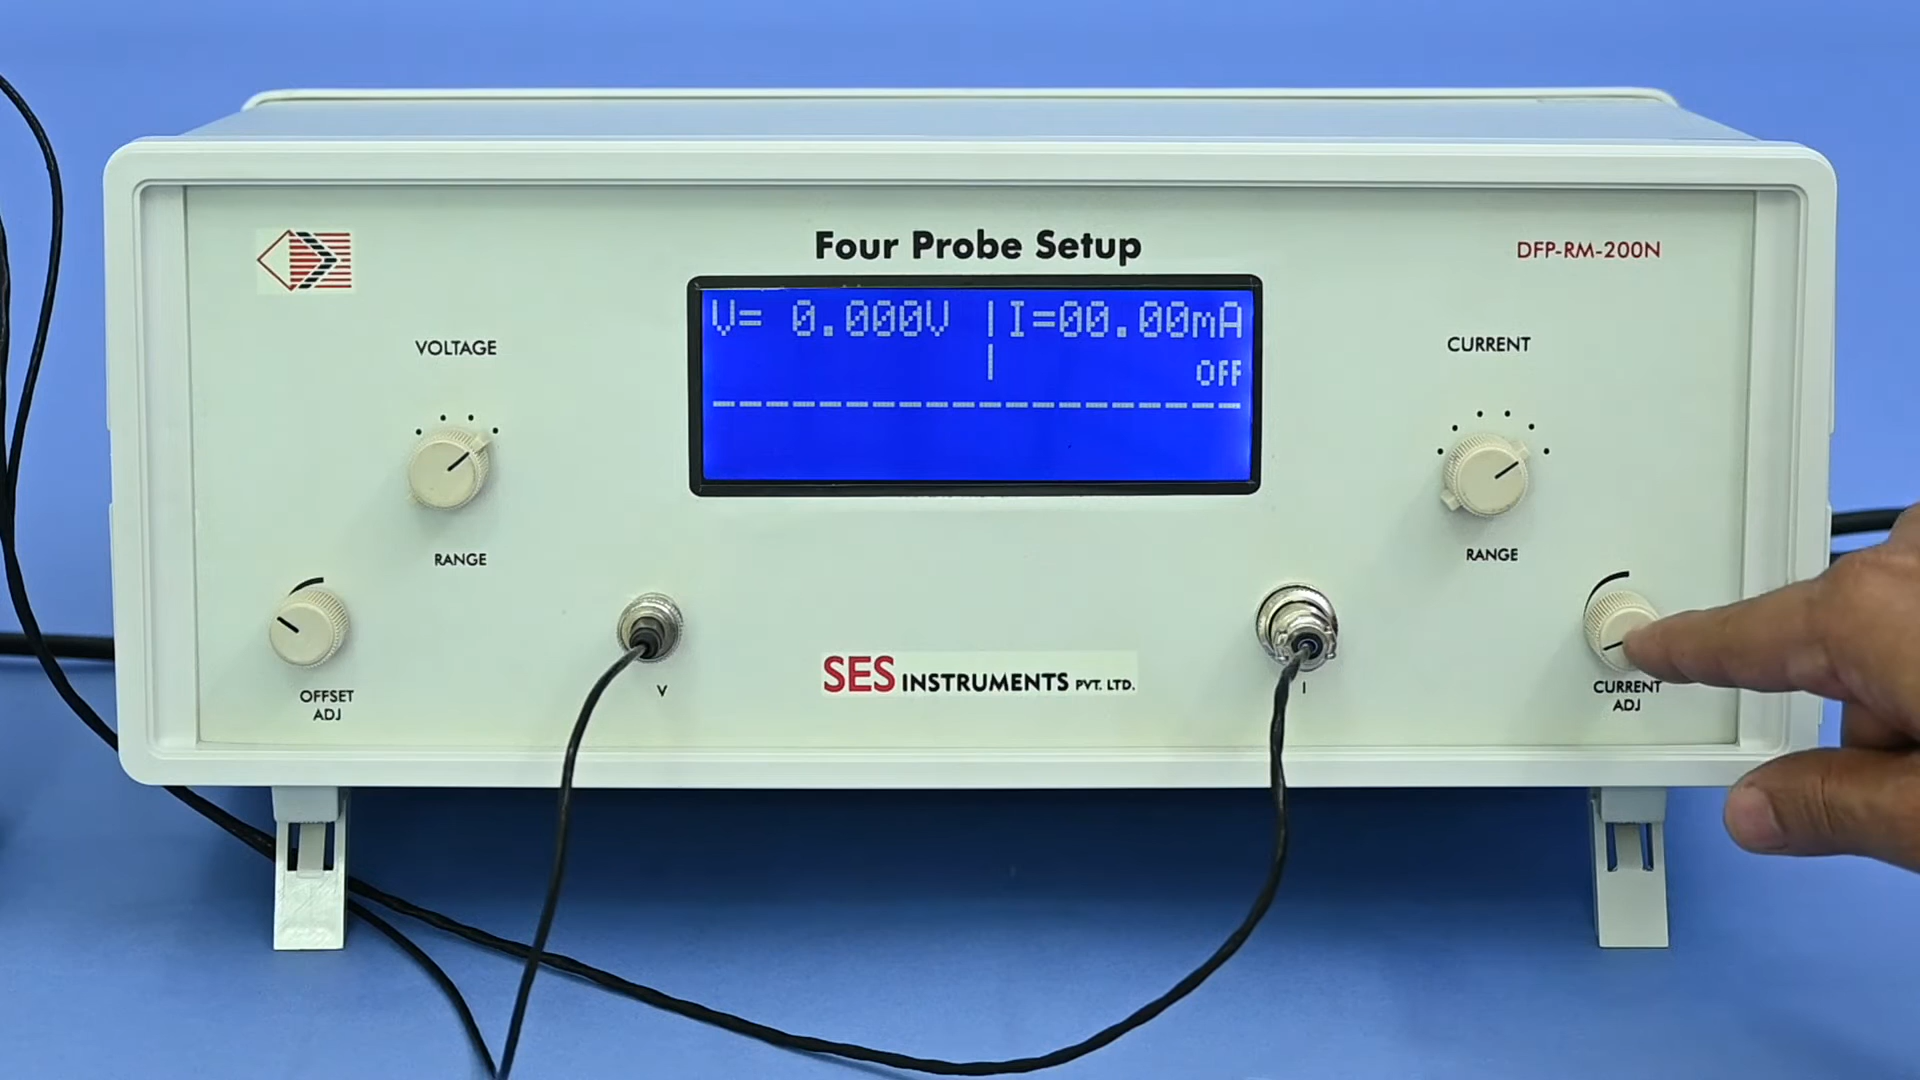 Four Probe Setup
DFP-RM-200N
V= 0.000V | I=00.00mA
| OFF
VOLTAGE
CURRENT
RANGE
RANGE
OFFSET
ADJ
V
SES INSTRUMENTS PVT. LTD.
I
CURRENT
ADJ